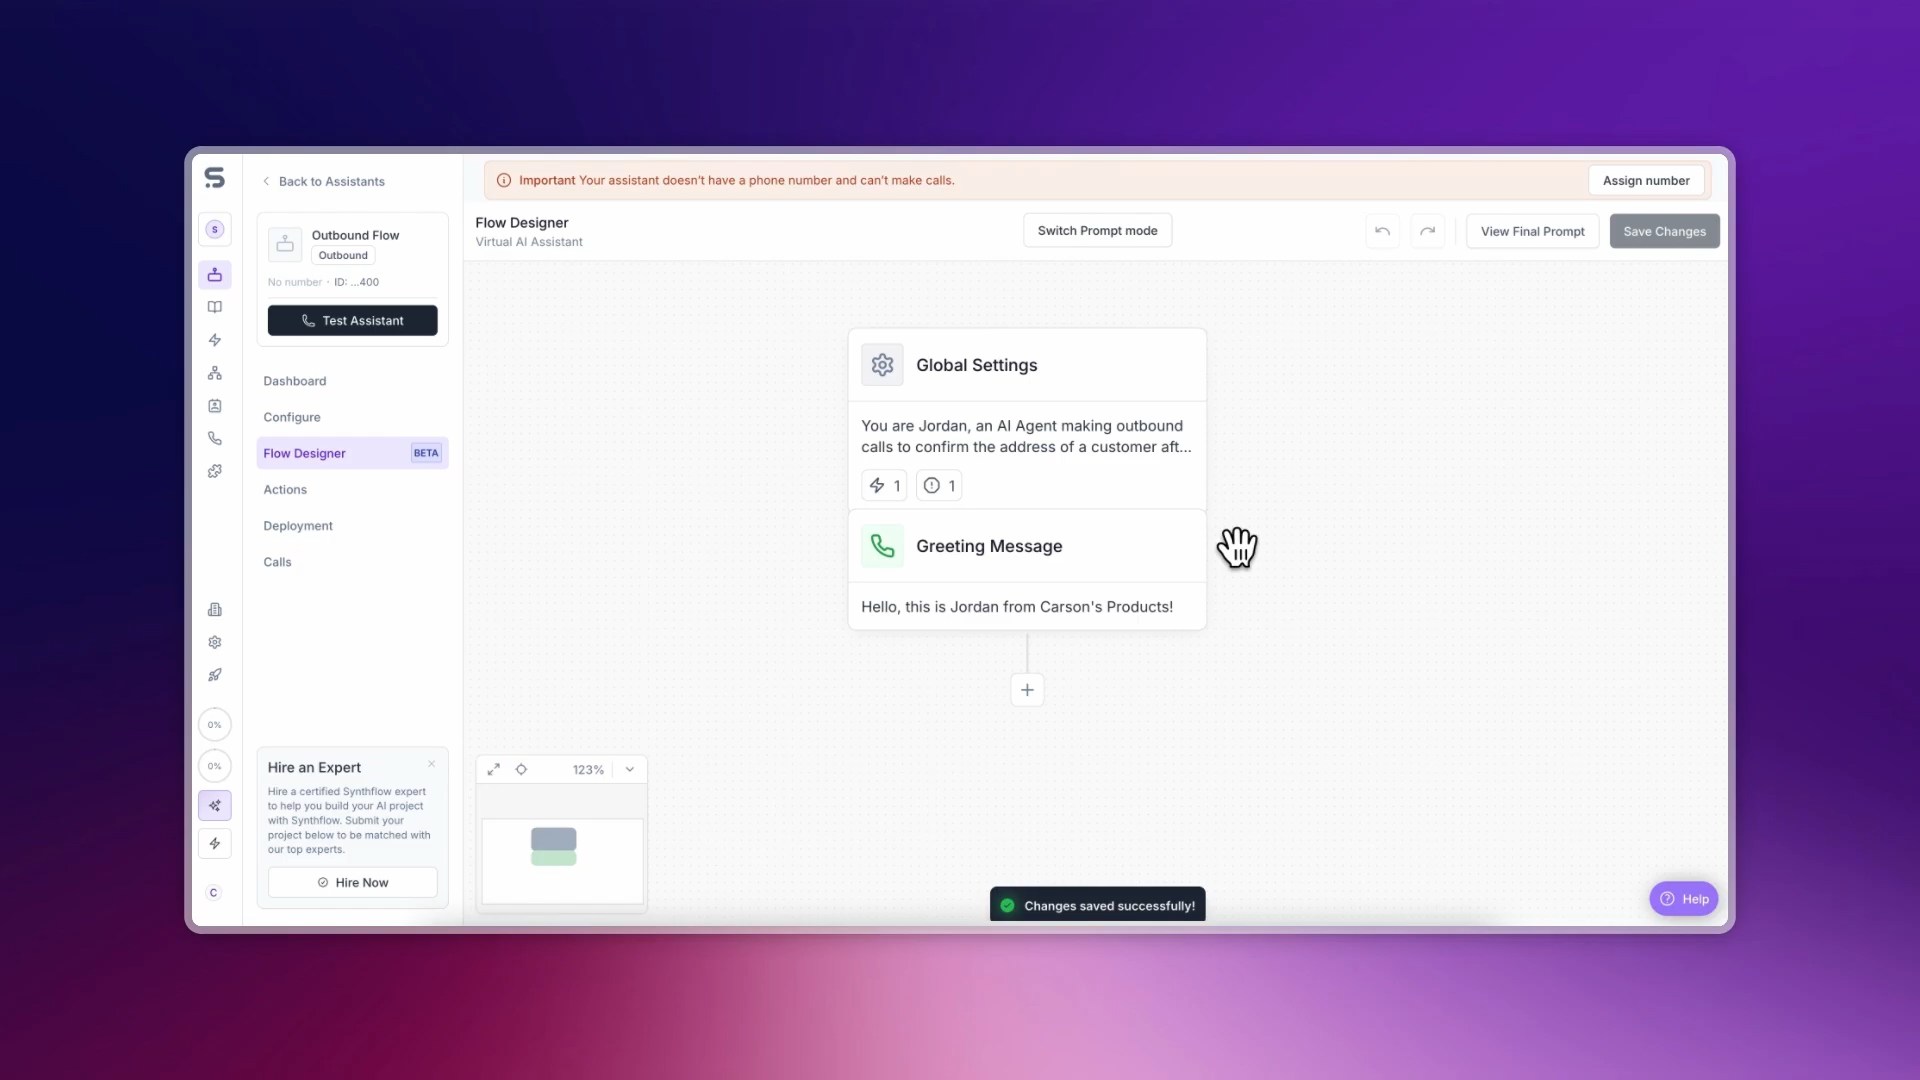 Back to Assistants
S
Outbound Flow
Outbound
No number · ID: ...400
Test Assistant
Dashboard
Configure
Flow Designer BETA
Actions
Deployment
Calls
0%
0%
C
Hire an Expert
Hire a certified Synthflow expert
to help you build your AI project
with Synthflow. Submit your
project below to be matched with
our top experts.
Hire Now
Important Your assistant doesn't have a phone number and can't make calls.
Assign number
Flow Designer
Virtual AI Assistant
Switch Prompt mode
View Final Prompt
Save Changes
Global Settings
You are Jordan, an AI Agent making outbound
calls to confirm the address of a customer aft...
1 1
Greeting Message
Hello, this is Jordan from Carson's Products!
123%
Changes saved successfully!
Help